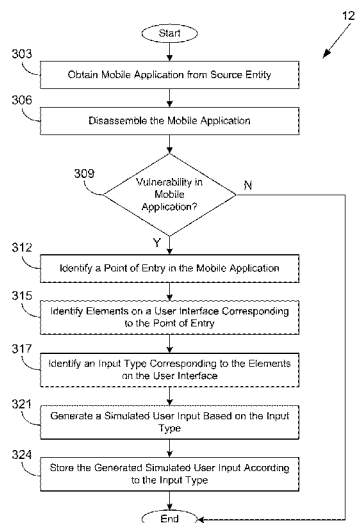 12
Start
303
Obtain Mobile Application from Source Entity
306
Disassemble the Mobile Application
309
Vulnerability in
Mobile
Application?
N
Y
312
Identify a Point of Entry in the Mobile Application
315
Identify Elements on a User Interface Corresponding
to the Point of Entry
317
Identify an Input Type Corresponding to the Elements
on the User Interface
321
Generate a Simulated User Input Based on the Input
Type
324
Store the Generated Simulated User Input According
to the Input Type
End